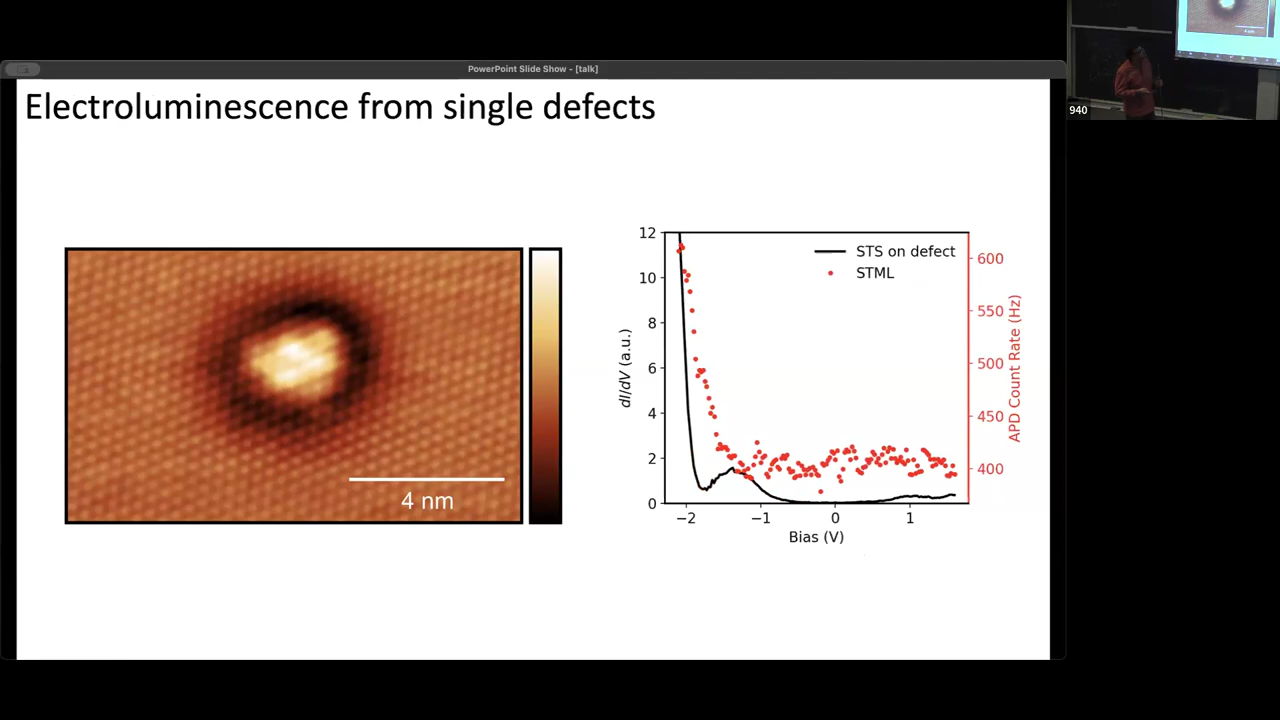 PowerPoint Slide Show - [talk]
Electroluminescence from single defects
940
4 nm
12
10
8
6
4
2
0
dI/dV (a.u.)
STS on defect
STML
600
550
500
450
400
APD Count Rate (Hz)
−2 −1 0 1
Bias (V)